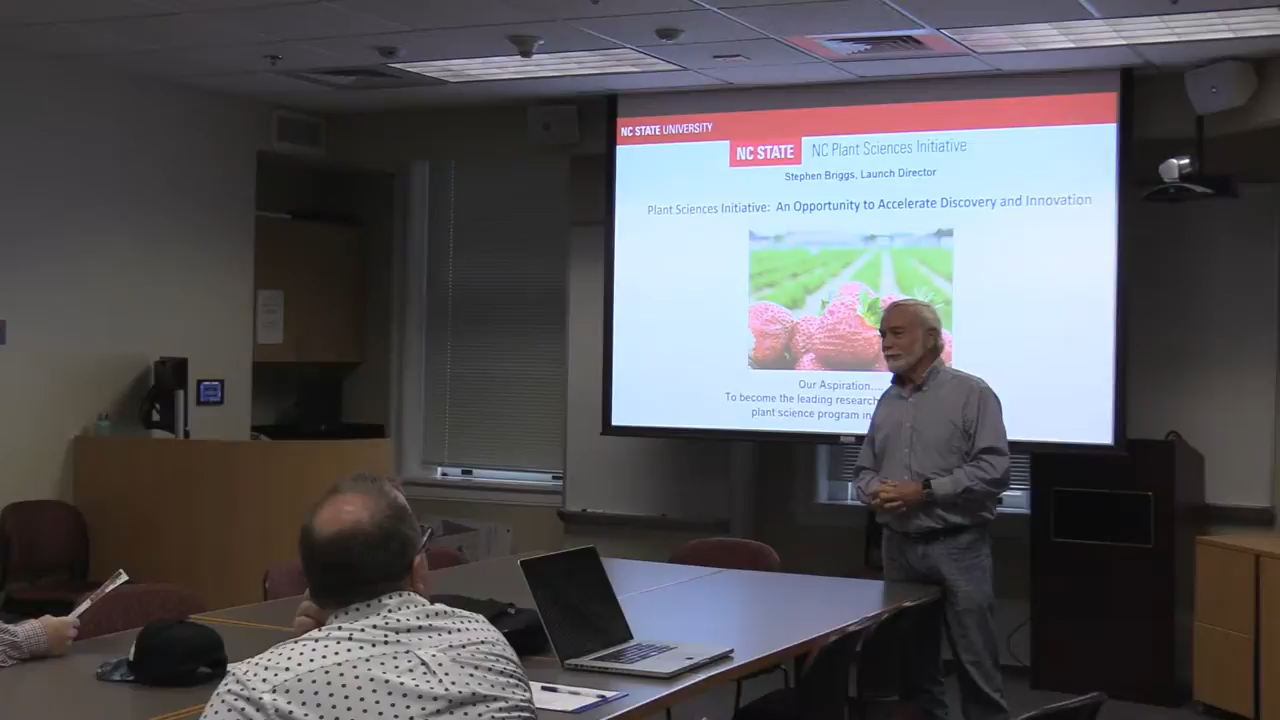 NC STATE UNIVERSITY
NC STATE NC Plant Sciences Initiative
Stephen Briggs, Launch Director
Plant Sciences Initiative: An Opportunity to Accelerate Discovery and Innovation
Our Aspiration....
To become the leading research
plant science program in